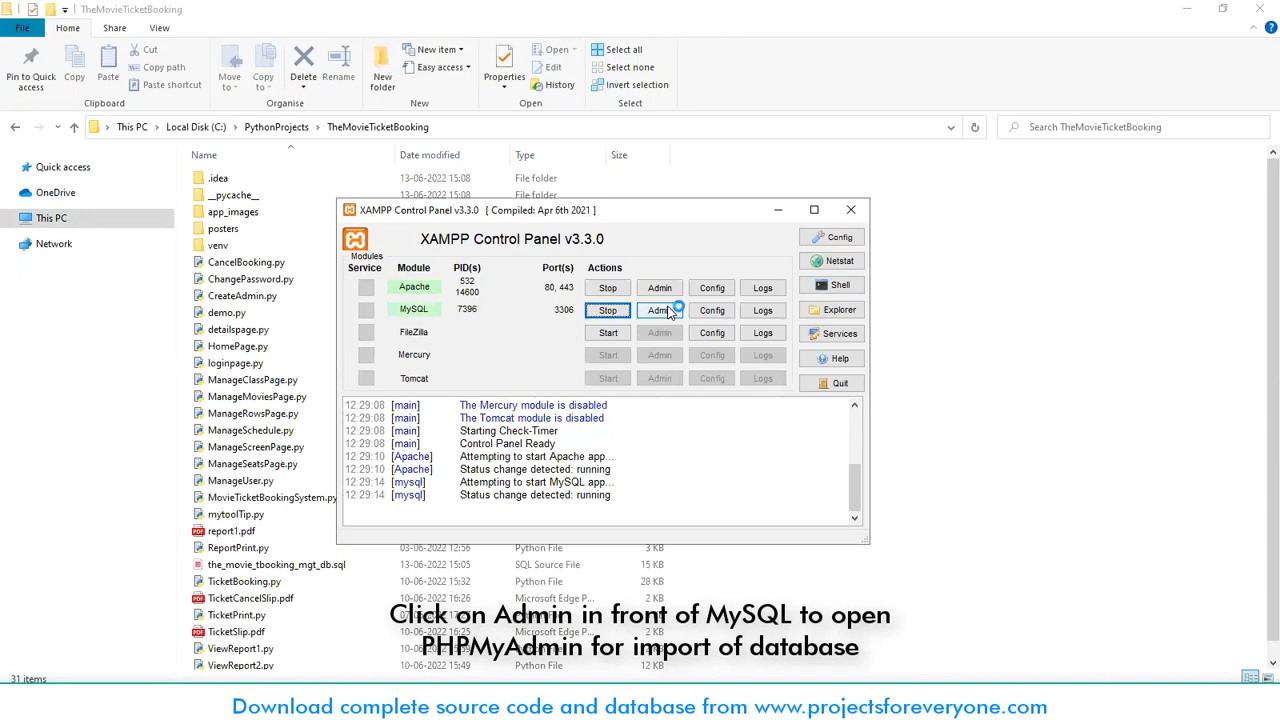 TheMovieTicketBooking
File Home Share View
Pin to Quick access
Copy
Paste
Cut
Copy path
Paste shortcut
Clipboard
Move to
Copy to
Delete
Rename
Organise
New folder
New item
Easy access
New
Properties
Open
Edit
History
Open
Select all
Select none
Invert selection
Select
This PC Local Disk (C:) PythonProjects TheMovieTicketBooking
Search TheMovieTicketBooking
Quick access
OneDrive
This PC
Network
Name Date modified Type Size
.idea 13-06-2022 15:08 File folder
__pycache__ 13-06-2022 15:08 File folder
app_images
posters
venv
CancelBooking.py
ChangePassword.py
CreateAdmin.py
demo.py
detailspage.py
HomePage.py
loginpage.py
ManageClassPage.py
ManageMoviesPage.py
ManageRowsPage.py
ManageSchedule.py
ManageScreenPage.py
ManageSeatsPage.py
ManageUser.py
MovieTicketBookingSystem.py
mytoolTip.py
report1.pdf
ReportPrint.py 03-06-2022 12:56 Python File 3 KB
the_movie_tbooking_mgt_db.sql 13-06-2022 15:05 SQL Source File 15 KB
TicketBooking.py 10-06-2022 15:42 Python File 28 KB
TicketCancelSlip.pdf 10-06-2022 16:42 Microsoft Edge P...
TicketPrint.py
TicketSlip.pdf 10-06-2022 16:25
ViewReport1.py
ViewReport2.py 10-06-2022 15:49 Python File 12 KB
31 items
XAMPP Control Panel v3.3.0 [ Compiled: Apr 6th 2021 ]
XAMPP Control Panel v3.3.0
Modules
Service Module PID(s) Port(s) Actions
Apache 532 14600 80, 443 Stop Admin Config Logs
MySQL 7396 3306 Stop Admin Config Logs
FileZilla Start Admin Config Logs
Mercury Start Admin Config Logs
Tomcat Start Admin Config Logs
Config
Netstat
Shell
Explorer
Services
Help
Quit
12:29:08 [main] The Mercury module is disabled
12:29:08 [main] The Tomcat module is disabled
12:29:08 [main] Starting Check-Timer
12:29:08 [main] Control Panel Ready
12:29:10 [Apache] Attempting to start Apache app...
12:29:10 [Apache] Status change detected: running
12:29:14 [mysql] Attempting to start MySQL app...
12:29:14 [mysql] Status change detected: running
Click on Admin in front of MySQL to open
PHPMyAdmin for import of database
Download complete source code and database from www.projectsforeveryone.com